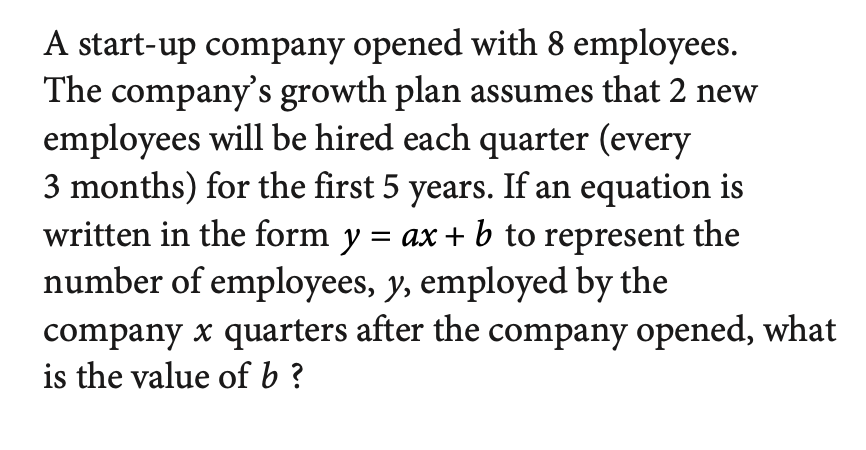 A start-up company opened with 8 employees.
The company’s growth plan assumes that 2 new
employees will be hired each quarter (every
3 months) for the first 5 years. If an equation is
written in the form y = ax + b to represent the
number of employees, y, employed by the
company x quarters after the company opened, what
is the value of b ?